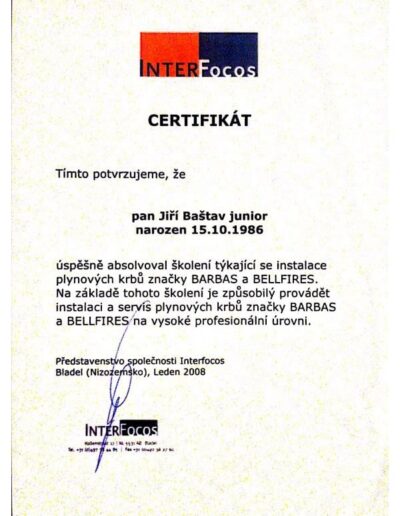 INTERFOCOS
CERTIFIKÁT
Tímto potvrzujeme, že
pan Jiří Baštav junior
narozen 15.10.1986
úspěšně absolvoval školení týkající se instalace
plynových krbů značky BARBAS a BELLFIRES.
Na základě tohoto školení je způsobilý provádět
instalaci a servis plynových krbů značky BARBAS
a BELLFIRES na vysoké profesionální úrovni.
Představenstvo společnosti Interfocos
Bladel (Nizozemsko), Leden 2008
INTERFOCOS
Bladel